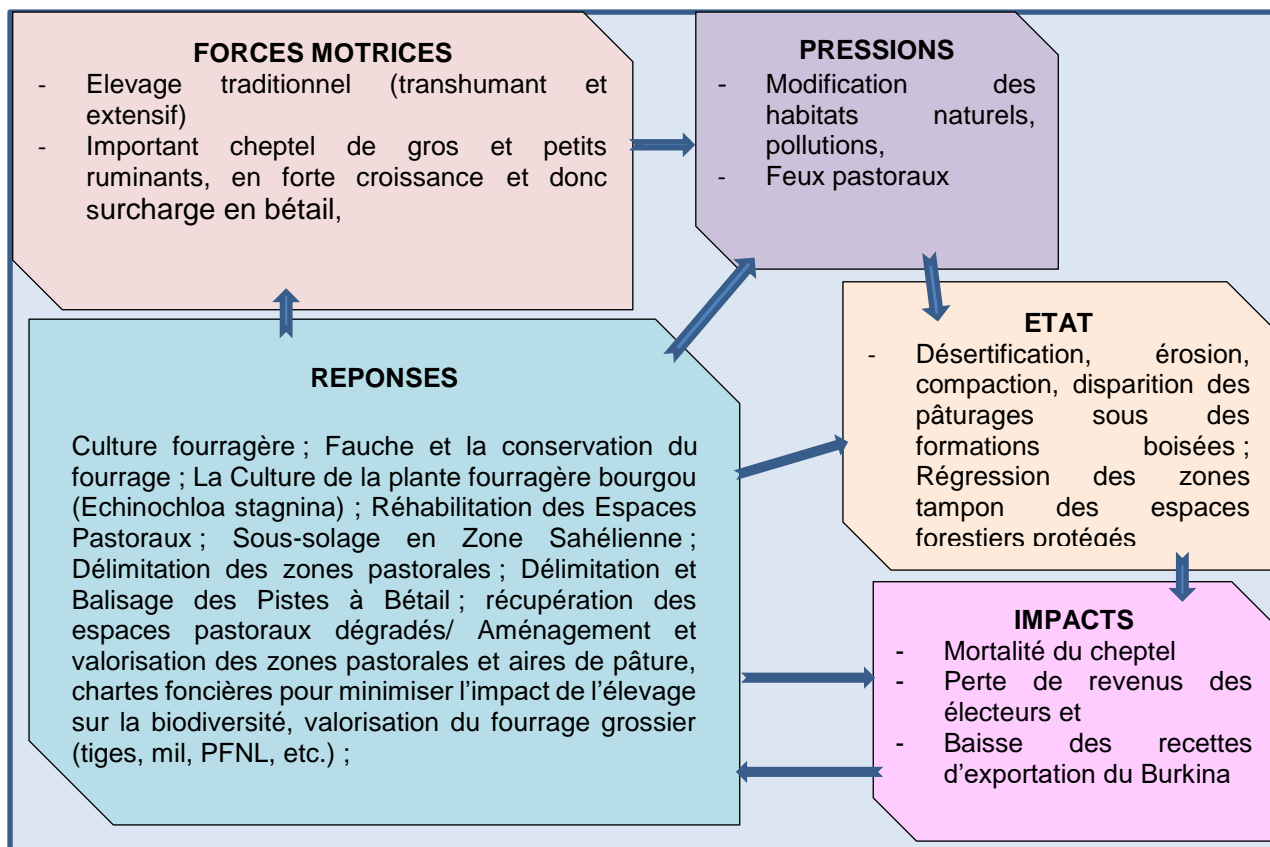 FORCES MOTRICES
- Elevage traditionnel (transhumant et
extensif)
- Important cheptel de gros et petits
ruminants, en forte croissance et donc
surcharge en bétail,
PRESSIONS
- Modification des
habitats naturels,
pollutions,
- Feux pastoraux
ETAT
- Désertification, érosion,
compaction, disparition des
pâturages sous des
formations boisées ;
Régression des zones
tampon des espaces
forestiers protégés
REPONSES
Culture fourragère ; Fauche et la conservation du
fourrage ; La Culture de la plante fourragère bourgou
(Echinochloa stagnina) ; Réhabilitation des Espaces
Pastoraux ; Sous-solage en Zone Sahélienne ;
Délimitation des zones pastorales ; Délimitation et
Balisage des Pistes à Bétail ; récupération des
espaces pastoraux dégradés/ Aménagement et
valorisation des zones pastorales et aires de pâture,
chartes foncières pour minimiser l’impact de l’élevage
sur la biodiversité, valorisation du fourrage grossier
(tiges, mil, PFNL, etc.) ;
IMPACTS
- Mortalité du cheptel
- Perte de revenus des
électeurs et
- Baisse des recettes
d’exportation du Burkina